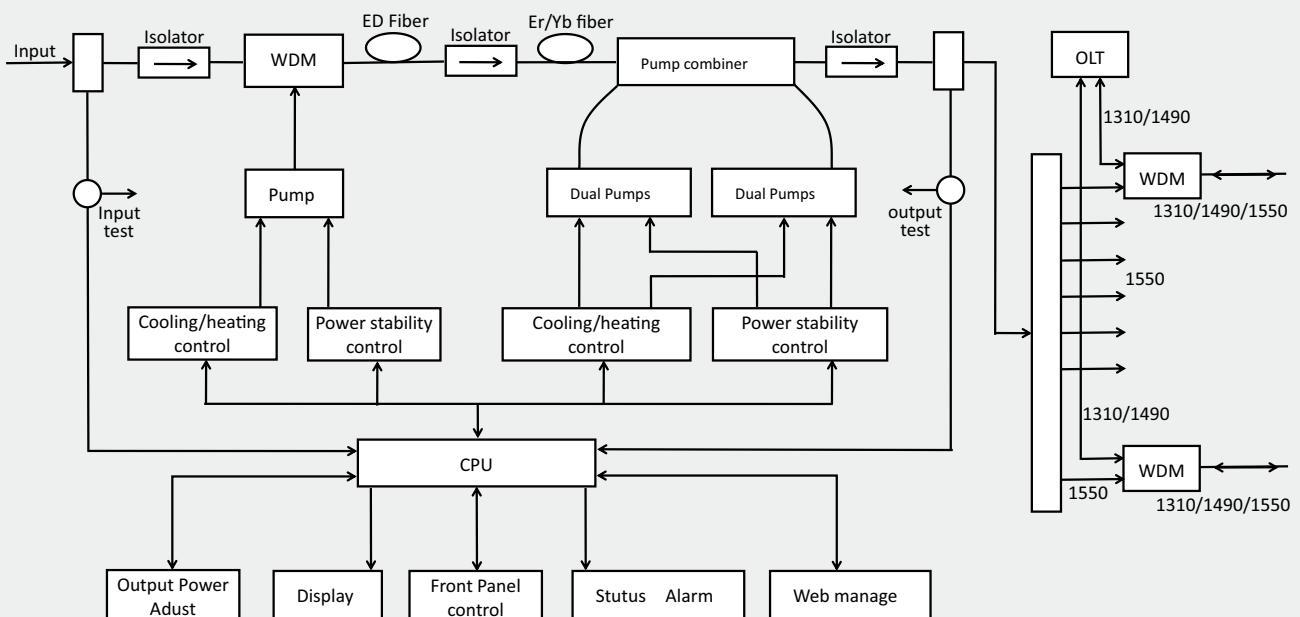 ED Fiber
Er/Yb fiber
Input
Isolator
WDM
Isolator
Pump combiner
Isolator
OLT
1310/1490
Pump
Dual Pumps
Dual Pumps
WDM
Input
test
output
test
1310/1490/1550
1550
Cooling/heating
control
Power stability
control
Cooling/heating
control
Power stability
control
1310/1490
CPU
WDM
1550
1310/1490/1550
Output Power
Adust
Display
Front Panel
control
Stutus Alarm
Web manage